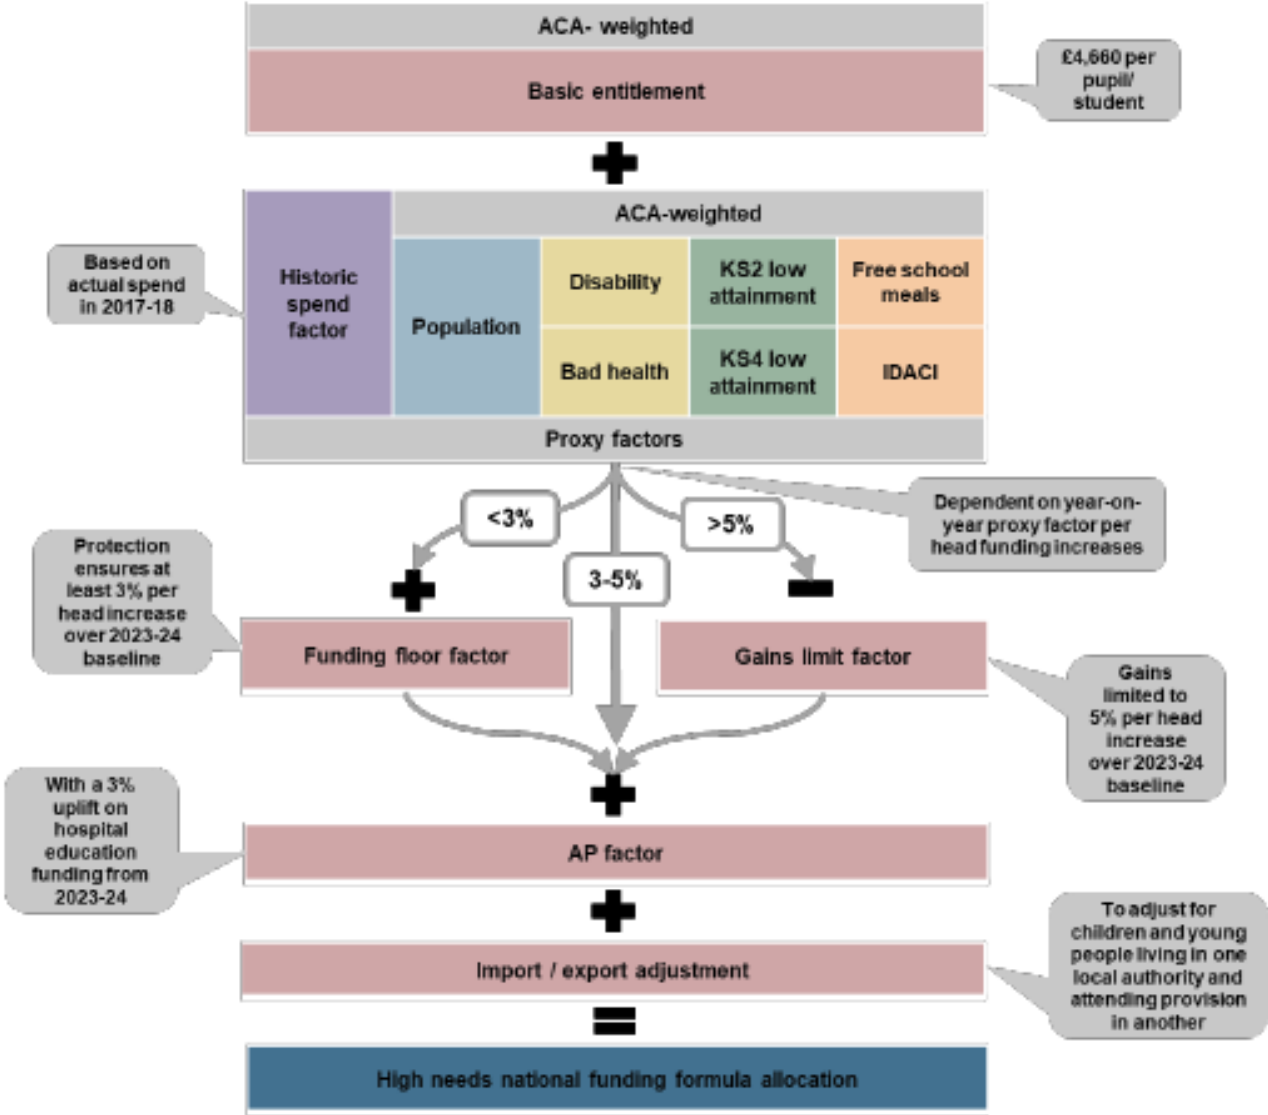 ACA- weighted
Basic entitlement
£4,660 per
pupil/
student
ACA-weighted
Based on
actual spend
in 2017-18
Historic
spend
factor
Population
Disability
Bad health
KS2 low
attainment
KS4 low
attainment
Free school
meals
IDACI
Proxy factors
<3%
3-5%
>5%
Dependent on year-on-
year proxy factor per
head funding increases
Protection
ensures at
least 3% per
head increase
over 2023-24
baseline
Funding floor factor
Gains limit factor
Gains
limited to
5% per head
increase
over 2023-24
baseline
With a 3%
uplift on
hospital
education
funding from
2023-24
AP factor
Import / export adjustment
To adjust for
children and young
people living in one
local authority and
attending provision
in another
High needs national funding formula allocation